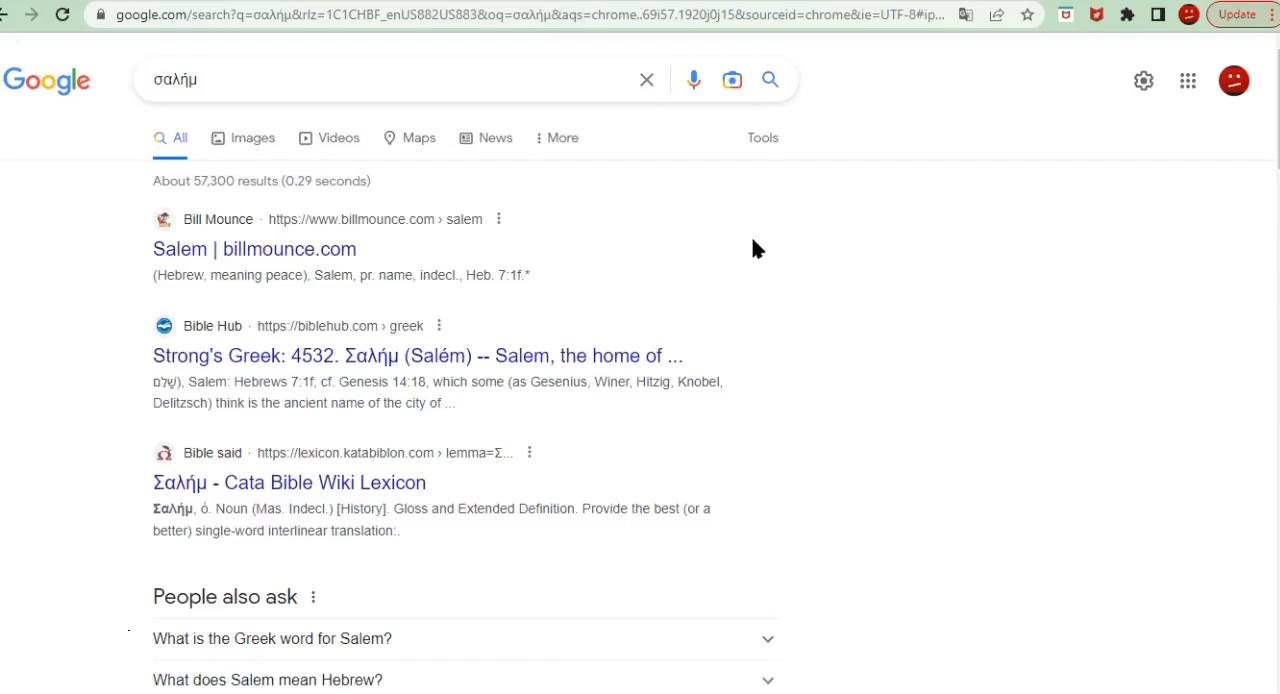 google.com/search?q=σαλήμ&rlz=1C1CHBF_enUS882US883&oq=σαλήμ&aqs=chrome..69i57.1920j0j15&sourceid=chrome&ie=UTF-8#ip... Update
Google σαλήμ
All Images Videos Maps News More Tools
About 57,300 results (0.29 seconds)
Bill Mounce · https://www.billmounce.com › salem
Salem | billmounce.com
(Hebrew, meaning peace), Salem, pr. name, indecl., Heb. 7:1f.*
Bible Hub · https://biblehub.com › greek
Strong's Greek: 4532. Σαλήμ (Salém) -- Salem, the home of ...
שָׁלֵם), Salem: Hebrews 7:1f; cf. Genesis 14:18, which some (as Gesenius, Winer, Hitzig, Knobel,
Delitzsch) think is the ancient name of the city of ...
Bible said · https://lexicon.katabiblon.com › lemma=Σ...
Σαλήμ - Cata Bible Wiki Lexicon
Σαλήμ, ὁ. Noun (Mas. Indecl.) [History]. Gloss and Extended Definition. Provide the best (or a
better) single-word interlinear translation:.
People also ask
What is the Greek word for Salem?
What does Salem mean Hebrew?